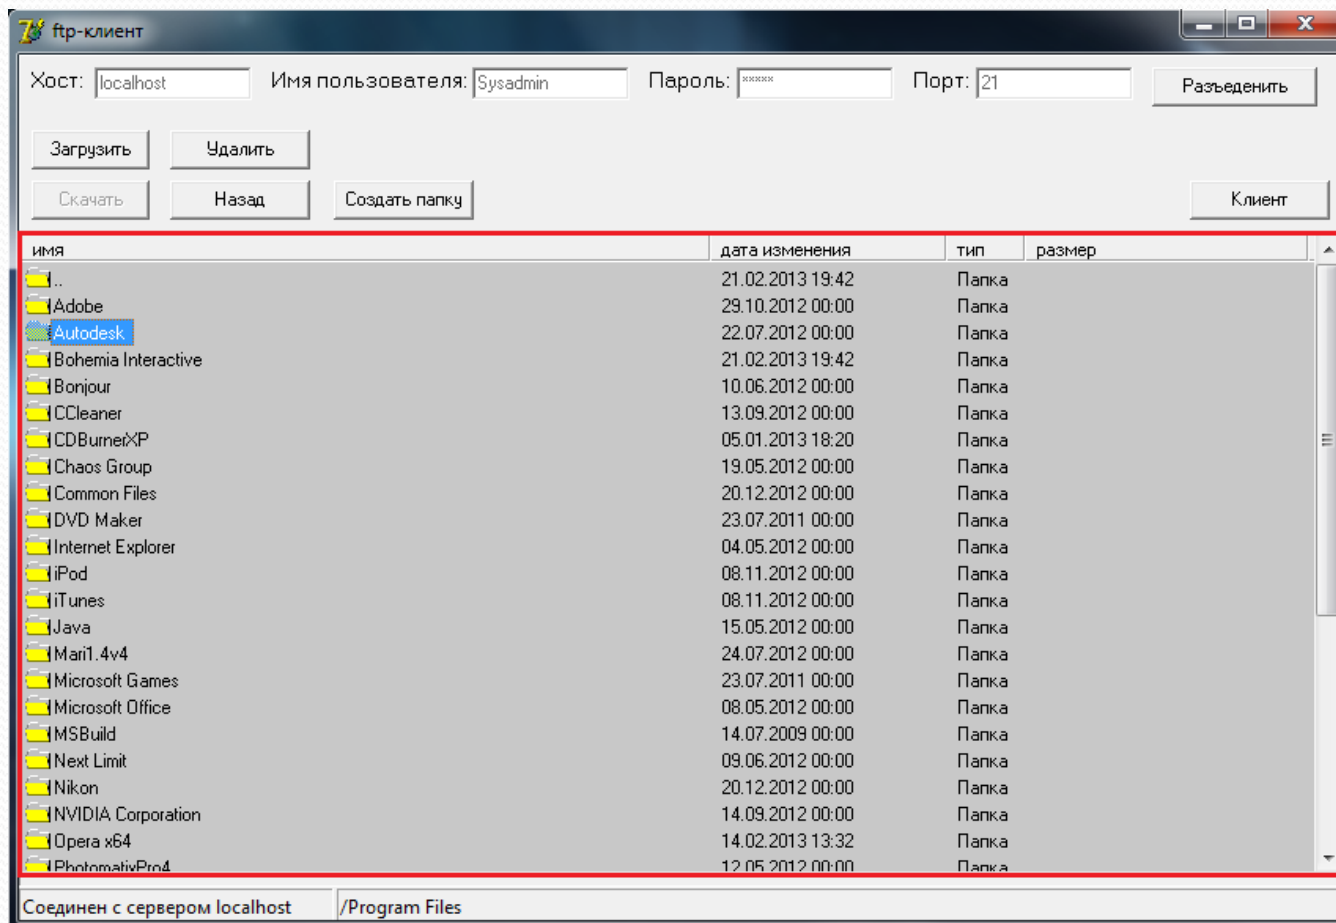 ftp-клиент
Хост: localhost Имя пользователя: Sysadmin Пароль: ***** Порт: 21 Разъеденить
Загрузить Удалить
Скачать Назад Создать папку Клиент
имя дата изменения тип размер
.. 21.02.2013 19:42 Папка
Adobe 29.10.2012 00:00 Папка
Autodesk 22.07.2012 00:00 Папка
Bohemia Interactive 21.02.2013 19:42 Папка
Bonjour 10.06.2012 00:00 Папка
CCleaner 13.09.2012 00:00 Папка
CDBurnerXP 05.01.2013 18:20 Папка
Chaos Group 19.05.2012 00:00 Папка
Common Files 20.12.2012 00:00 Папка
DVD Maker 23.07.2011 00:00 Папка
Internet Explorer 04.05.2012 00:00 Папка
iPod 08.11.2012 00:00 Папка
iTunes 08.11.2012 00:00 Папка
Java 15.05.2012 00:00 Папка
Mari1.4v4 24.07.2012 00:00 Папка
Microsoft Games 23.07.2011 00:00 Папка
Microsoft Office 08.05.2012 00:00 Папка
MSBuild 14.07.2009 00:00 Папка
Next Limit 09.06.2012 00:00 Папка
Nikon 20.12.2012 00:00 Папка
NVIDIA Corporation 14.09.2012 00:00 Папка
Opera x64 14.02.2013 13:32 Папка
PhotomatixPro4 12.05.2012 00:00 Папка
Соединен с сервером localhost /Program Files